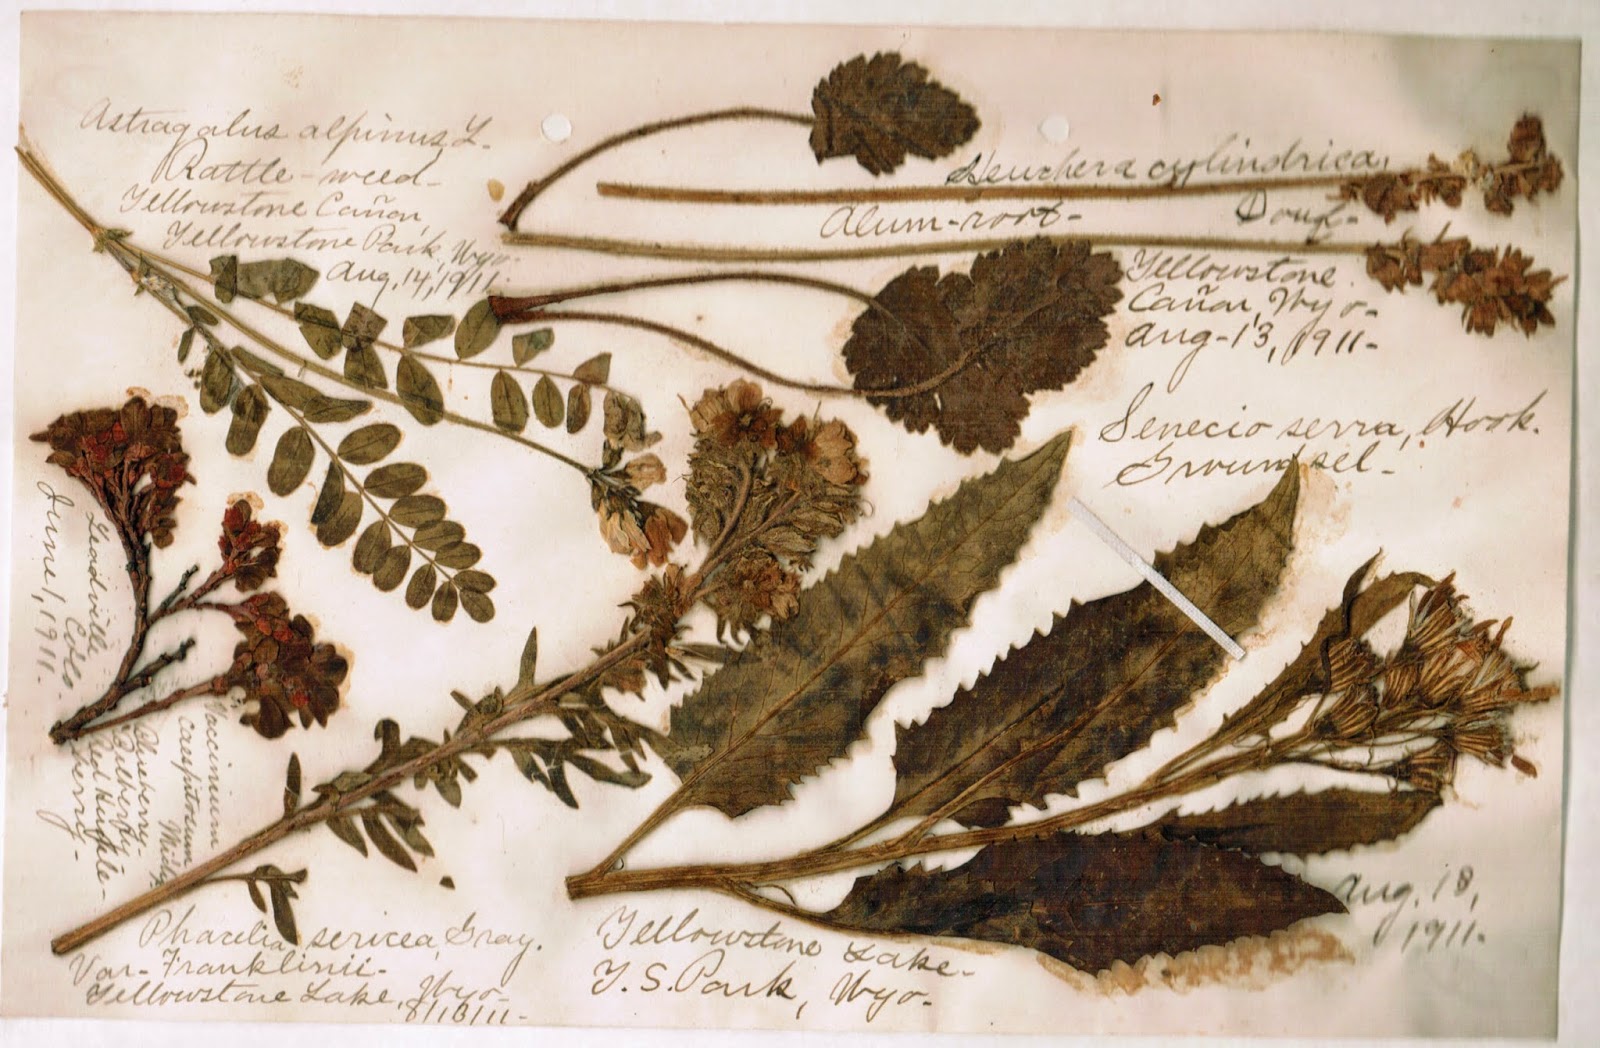 Astragalus alpinus L.
Rattle-weed-
Yellowstone Cañon,
Yellowstone Park, Wyo-
Aug, 14, 1911-
Heuchera cylindrica,
Dougl-
Alum-root-
Yellowstone
Cañon, Wyo-
Aug-13, 1911-
Senecio serra, Hook.
Groundsel-
Yellowstone Lake-
Y. S. Park, Wyo-
Aug. 18,
1911-
Leadville
Colo-
June 1, 1911-
Vaccinium
caespitosum
Michx
Blueberry-
Bilberry-
berry-
Phacelia sericea, Gray.
Var- Franklinii-
Yellowstone Lake, Wyo-
8/18/11-